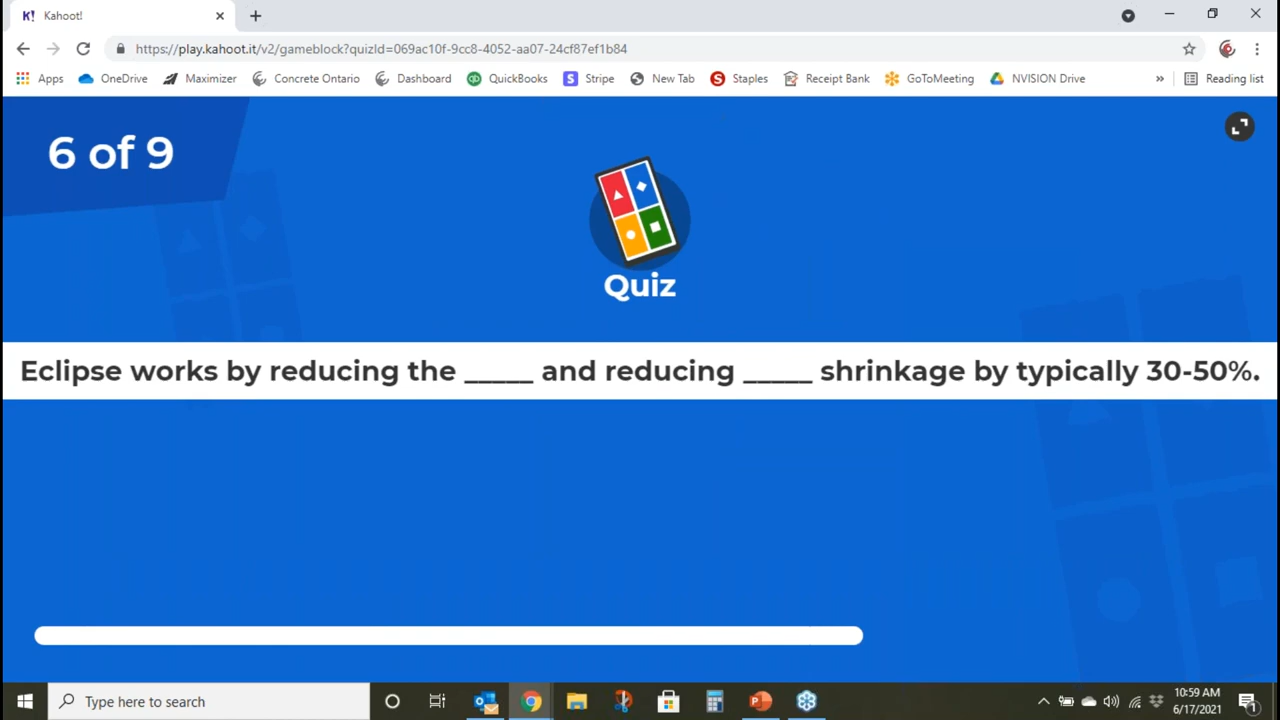 K! Kahoot!
https://play.kahoot.it/v2/gameblock?quizId=069ac10f-9cc8-4052-aa07-24cf87ef1b84
Apps OneDrive Maximizer Concrete Ontario Dashboard QuickBooks Stripe New Tab Staples Receipt Bank GoToMeeting NVISION Drive » Reading list
6 of 9
Quiz
Eclipse works by reducing the _____ and reducing _____ shrinkage by typically 30-50%.
Type here to search
10:59 AM
6/17/2021